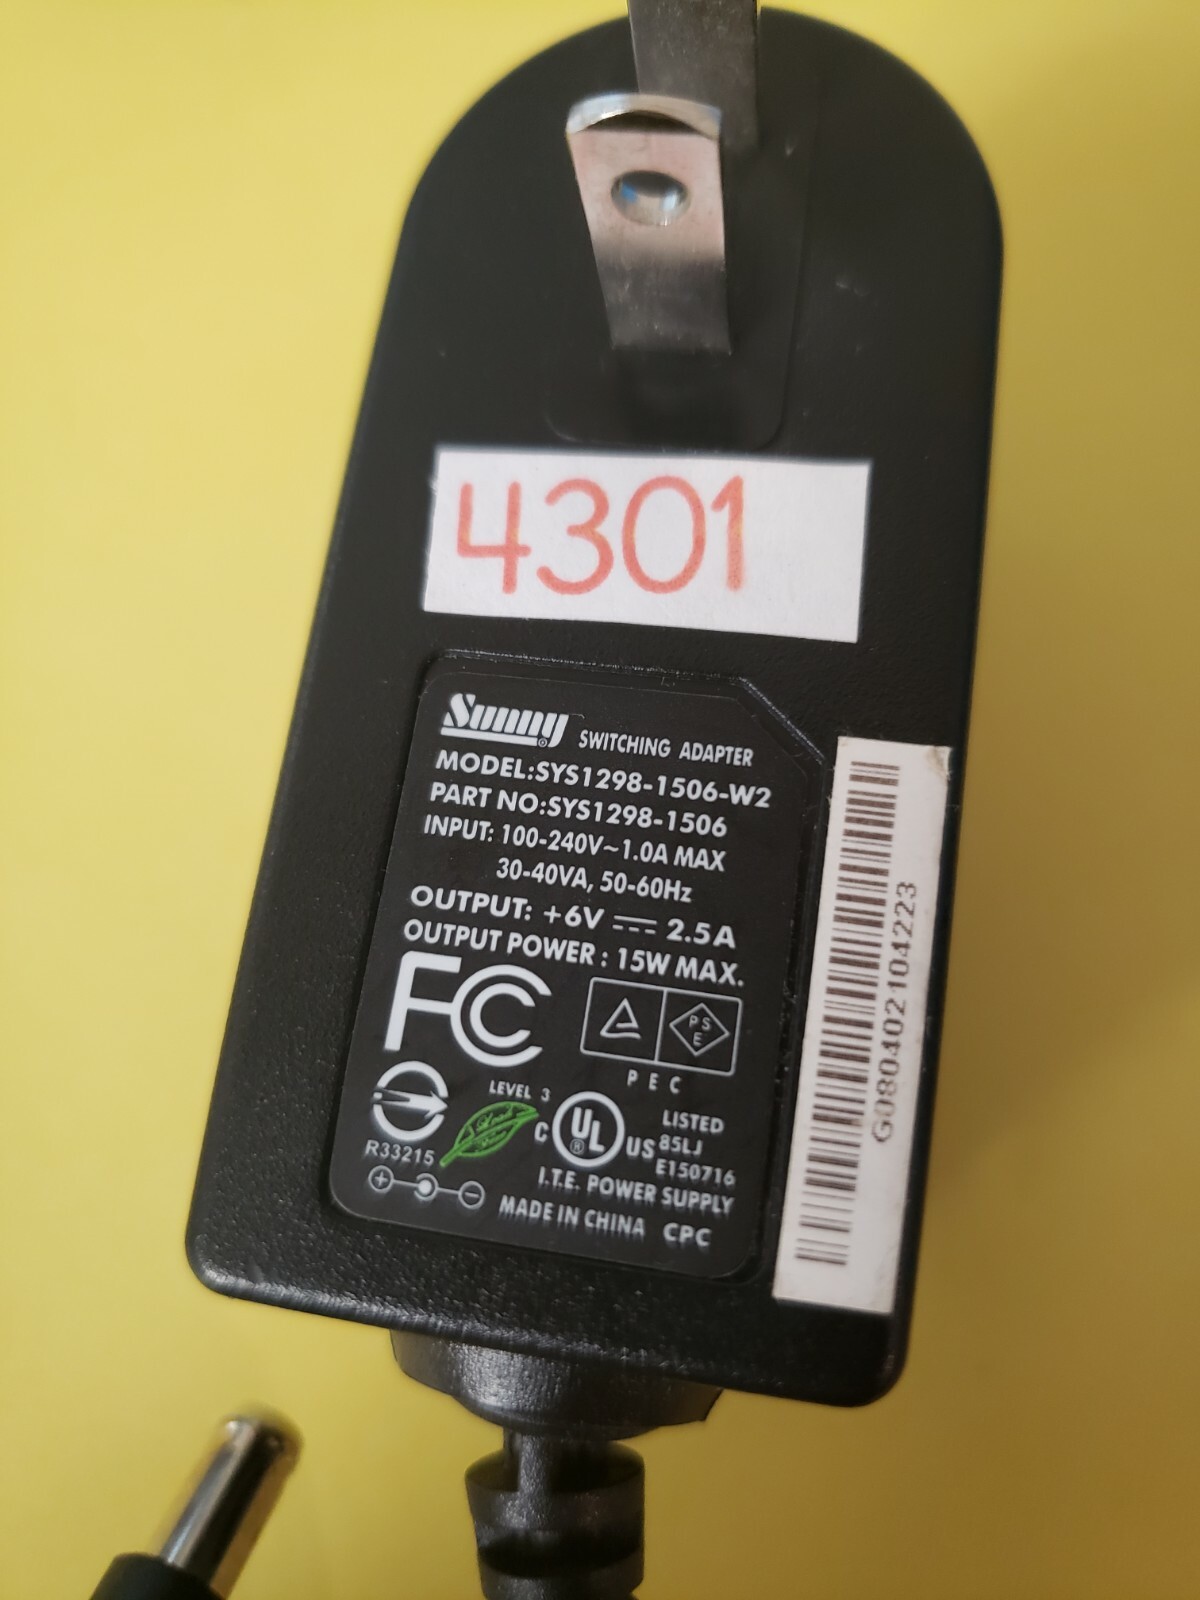 4301
Sunny® SWITCHING ADAPTER
MODEL:SYS1298-1506-W2
PART NO:SYS1298-1506
INPUT: 100-240V~1.0A MAX
30-40VA, 50-60Hz
OUTPUT: +6V ⎓ 2.5A
OUTPUT POWER : 15W MAX.
FC
PS
E
P E C
LEVEL 3
R33215
C UL® US LISTED
85LJ
E150716
I.T.E. POWER SUPPLY
+ −
MADE IN CHINA CPC
G080402104223